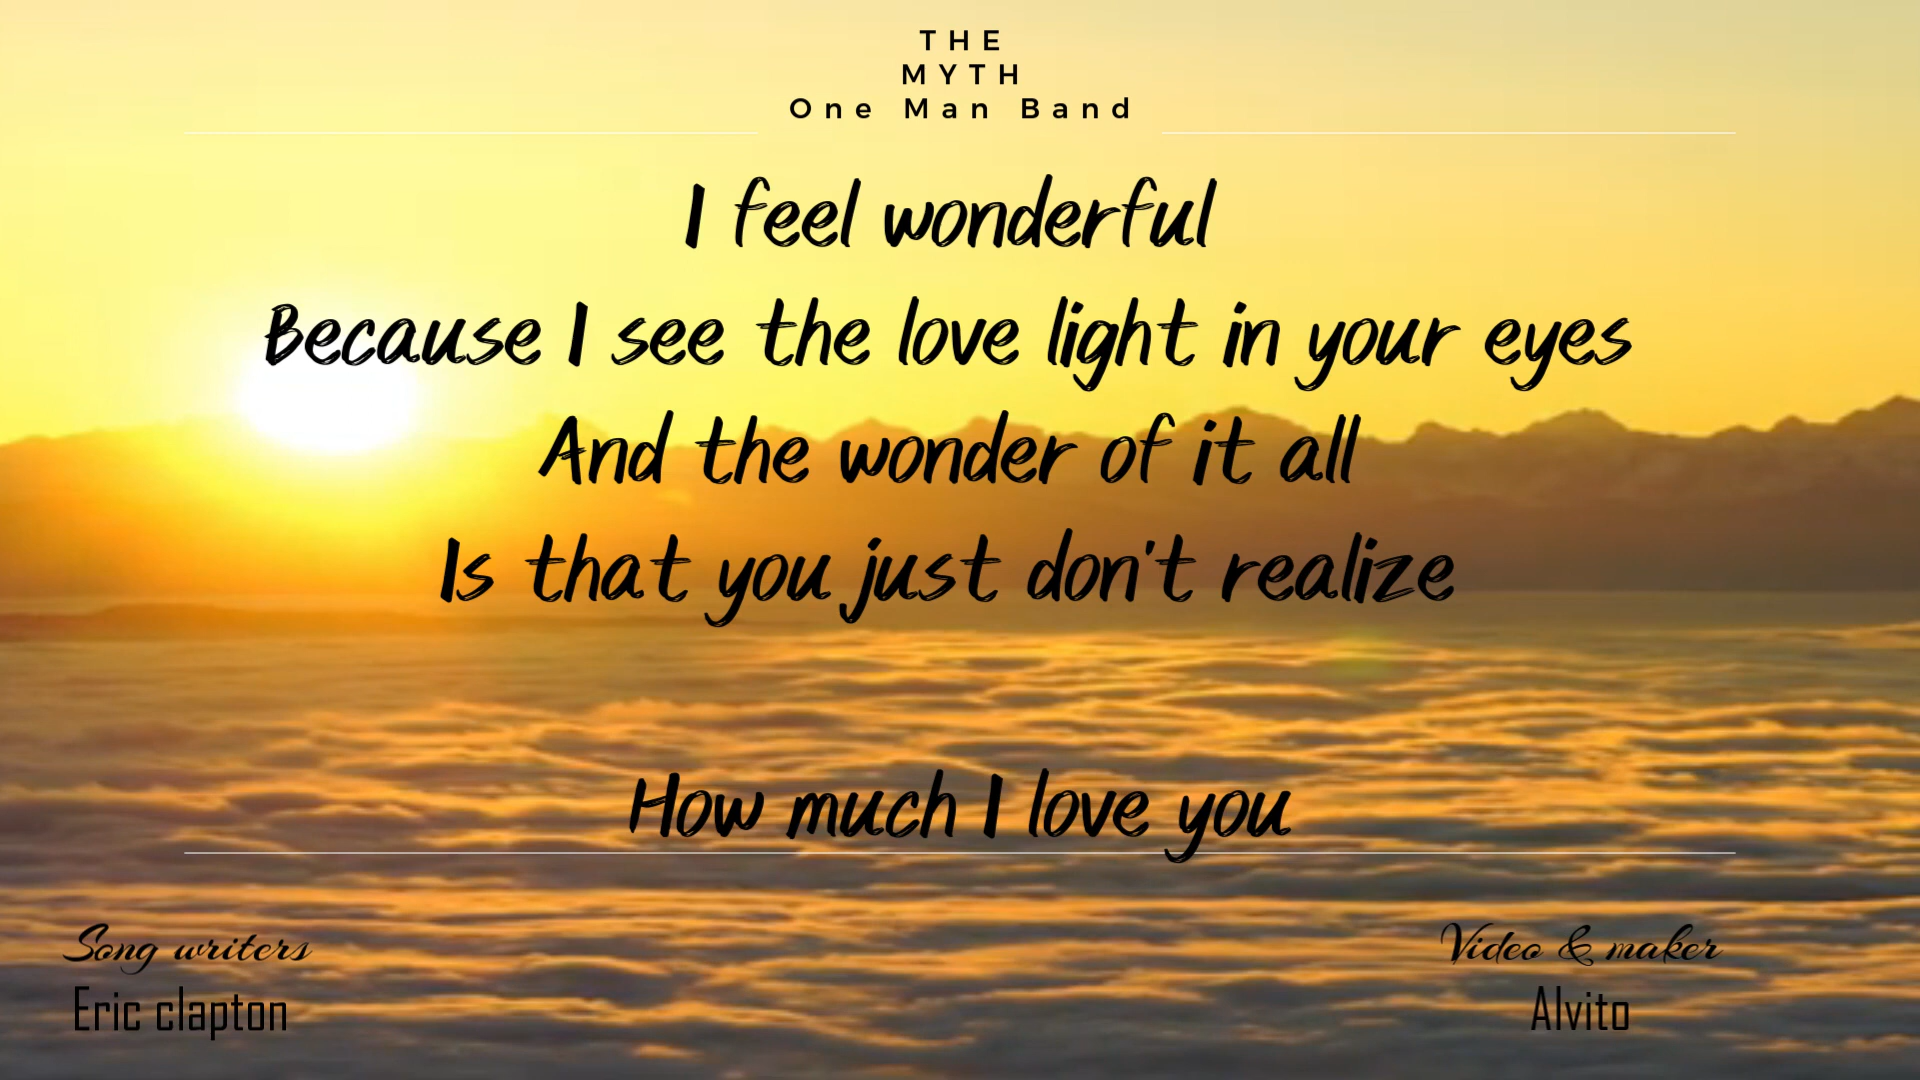 THE
MYTH
One Man Band
I feel wonderful
Because I see the love light in your eyes
And the wonder of it all
Is that you just don't realize
How much I love you
Song writers
Eric clapton
Video & maker
Alvito